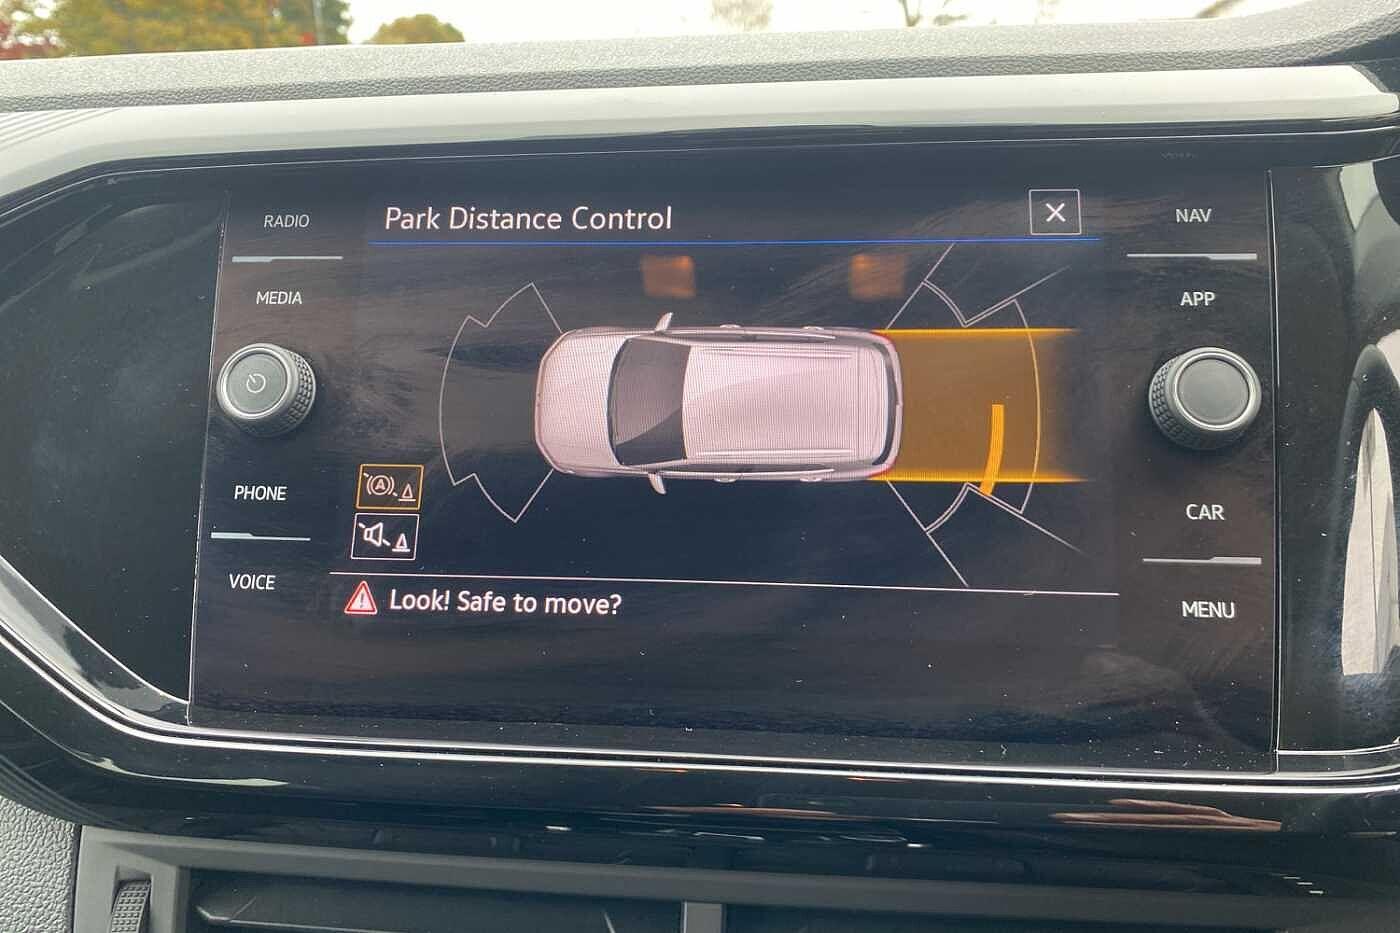 RADIO
MEDIA
PHONE
VOICE
Park Distance Control
A
Look! Safe to move?
NAV
APP
CAR
MENU